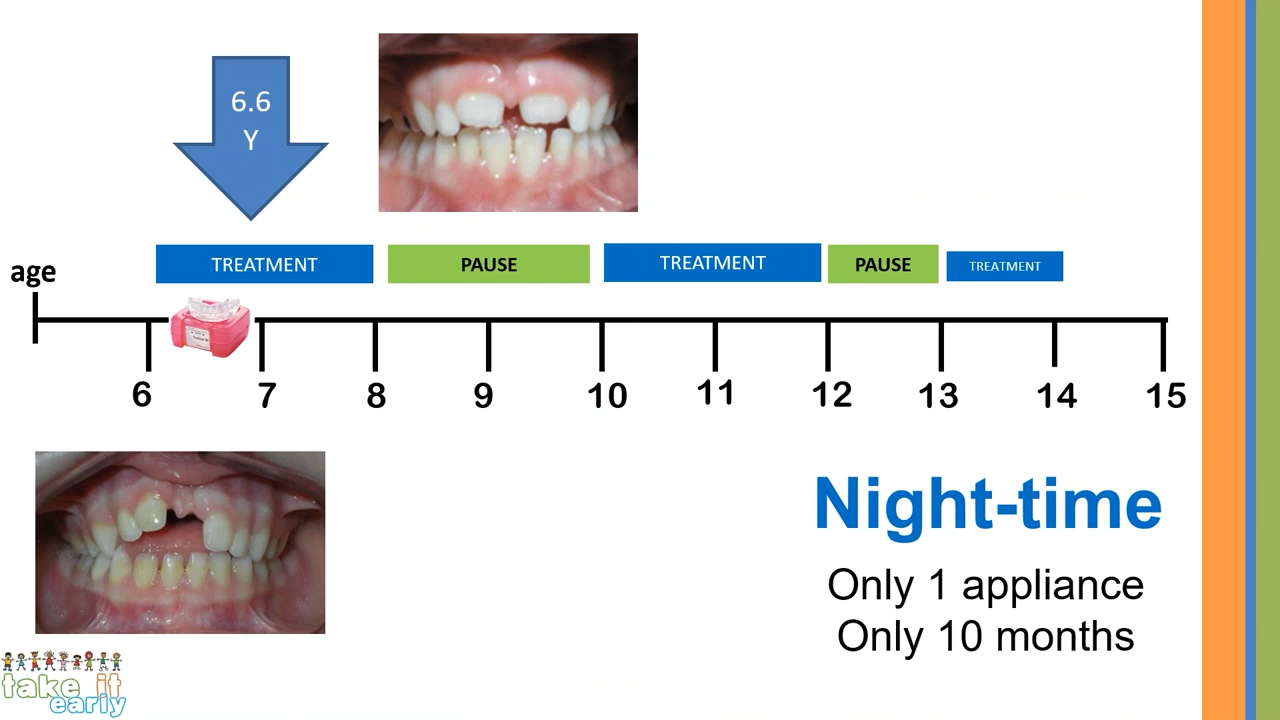 6.6
Y
TREATMENT
PAUSE
TREATMENT
PAUSE
TREATMENT
age
6
7
8
9
10
11
12
13
14
15
Night-time
Only 1 appliance
Only 10 months
take it
early